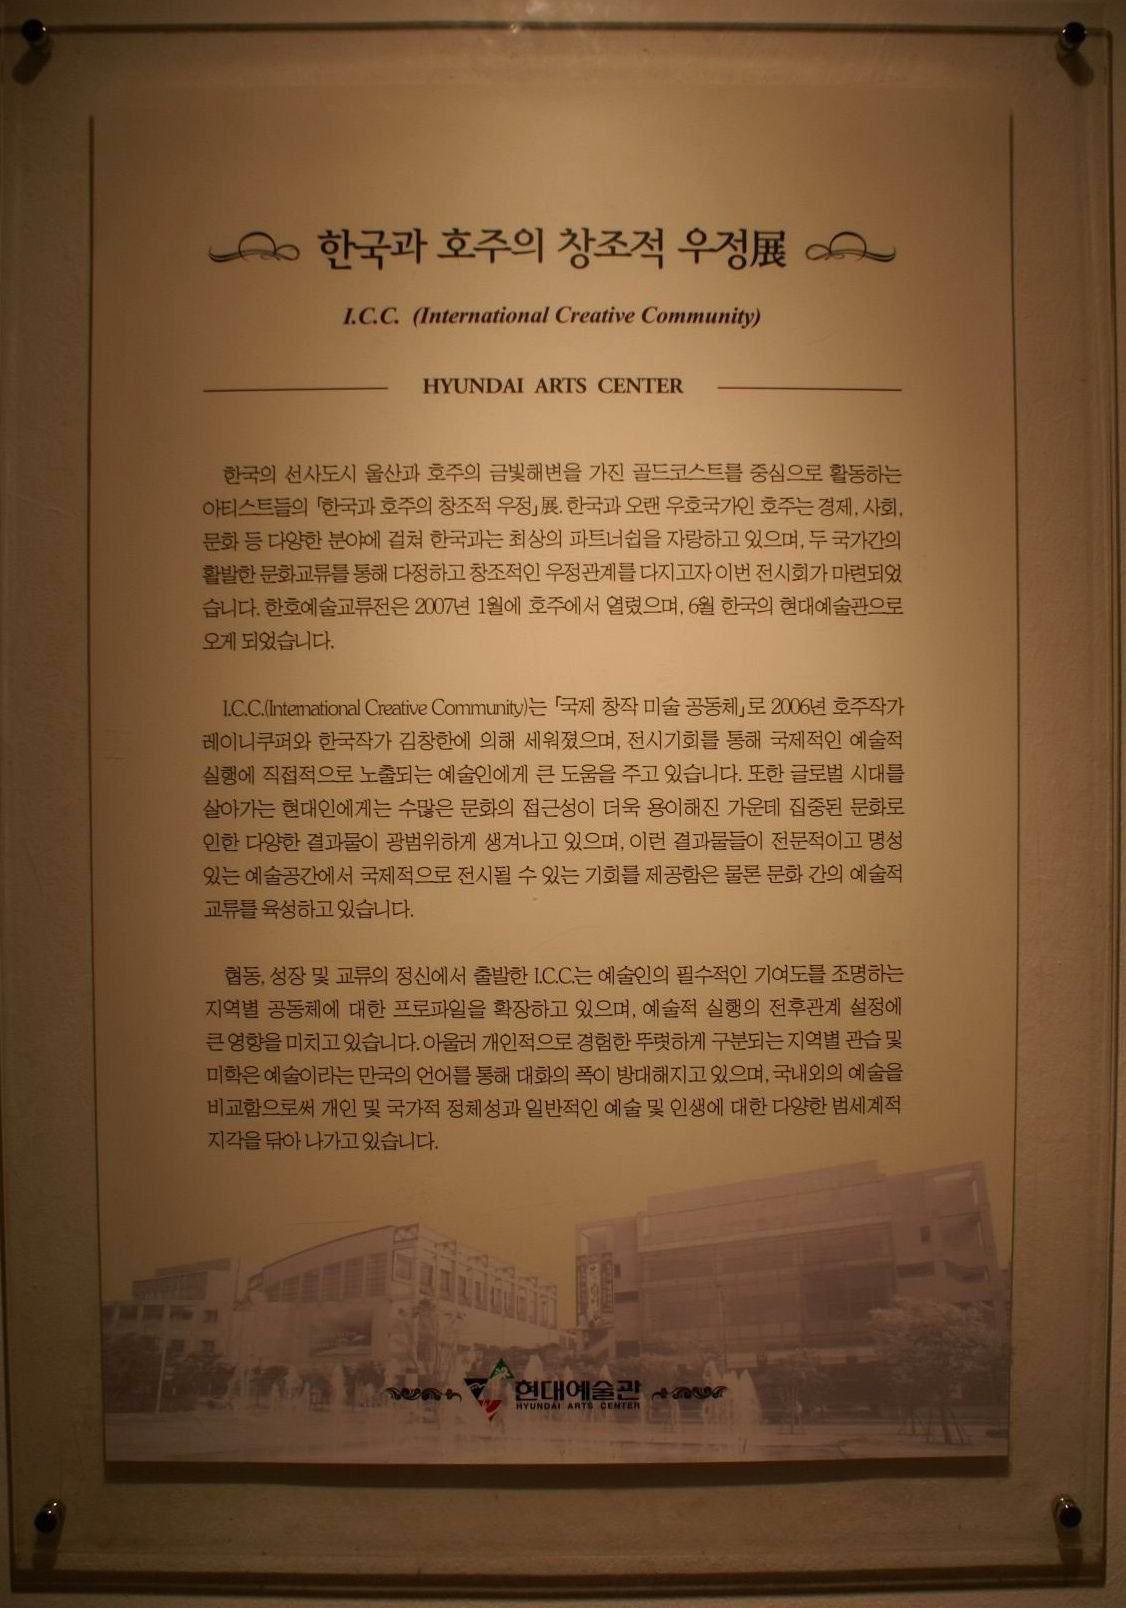 한국과 호주의 창조적 우정展
I.C.C. (International Creative Community)
HYUNDAI ARTS CENTER
한국의 선사도시 울산과 호주의 금빛해변을 가진 골드코스트를 중심으로 활동하는
아티스트들의 「한국과 호주의 창조적 우정」展. 한국과 오랜 우호국가인 호주는 경제, 사회,
문화 등 다양한 분야에 걸쳐 한국과는 최상의 파트너쉽을 자랑하고 있으며, 두 국가간의
활발한 문화교류를 통해 다정하고 창조적인 우정관계를 다지고자 이번 전시회가 마련되었
습니다. 한호예술교류전은 2007년 1월에 호주에서 열렸으며, 6월 한국의 현대예술관으로
오게 되었습니다.
I.C.C.(International Creative Community)는 「국제 창작 미술 공동체」로 2006년 호주작가
레이니쿠퍼와 한국작가 김창한에 의해 세워졌으며, 전시기회를 통해 국제적인 예술적
실행에 직접적으로 노출되는 예술인에게 큰 도움을 주고 있습니다. 또한 글로벌 시대를
살아가는 현대인에게는 수많은 문화의 접근성이 더욱 용이해진 가운데 집중된 문화로
인한 다양한 결과물이 광범위하게 생겨나고 있으며, 이런 결과물들이 전문적이고 명성
있는 예술공간에서 국제적으로 전시될 수 있는 기회를 제공함은 물론 문화 간의 예술적
교류를 육성하고 있습니다.
협동, 성장 및 교류의 정신에서 출발한 I.C.C.는 예술인의 필수적인 기여도를 조명하는
지역별 공동체에 대한 프로파일을 확장하고 있으며, 예술적 실행의 전후관계 설정에
큰 영향을 미치고 있습니다. 아울러 개인적으로 경험한 뚜렷하게 구분되는 지역별 관습 및
미학은 예술이라는 만국의 언어를 통해 대화의 폭이 방대해지고 있으며, 국내외의 예술을
비교함으로써 개인 및 국가적 정체성과 일반적인 예술 및 인생에 대한 다양한 범세계적
지각을 닦아 나가고 있습니다.
현대예술관
HYUNDAI ARTS CENTER